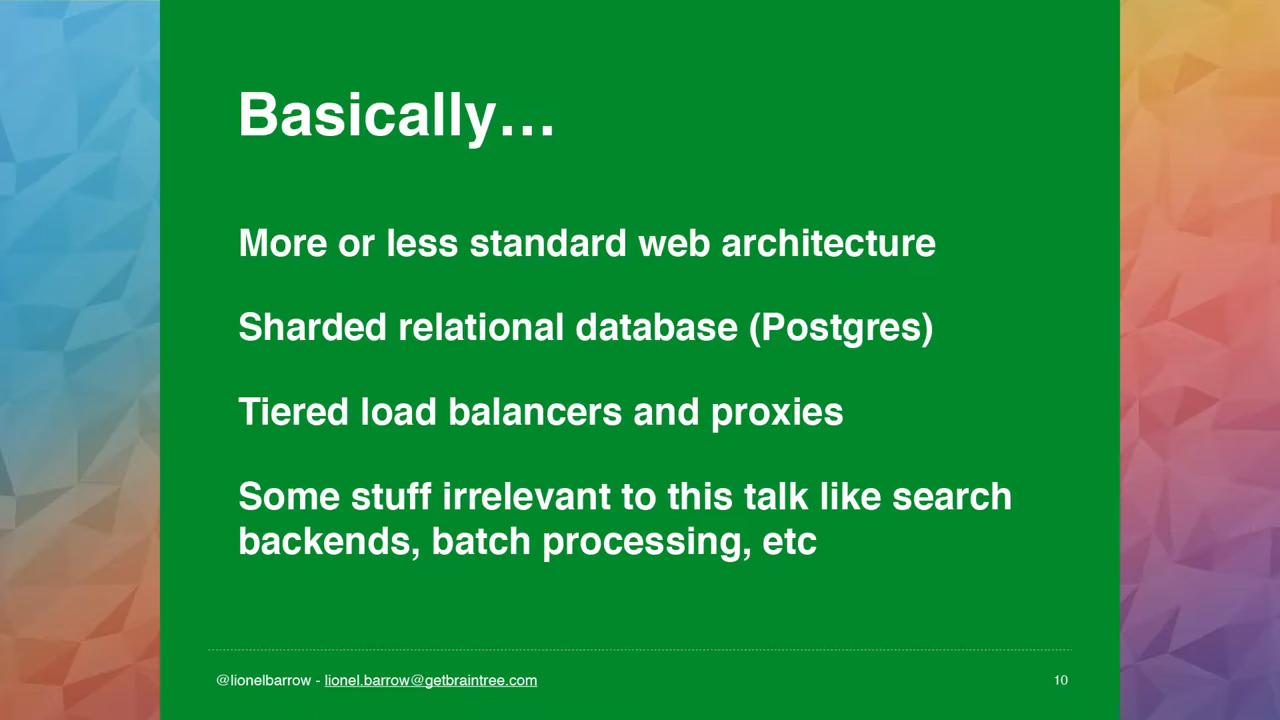 Basically…
More or less standard web architecture
Sharded relational database (Postgres)
Tiered load balancers and proxies
Some stuff irrelevant to this talk like search
backends, batch processing, etc
@lionelbarrow - lionel.barrow@getbraintree.com
10